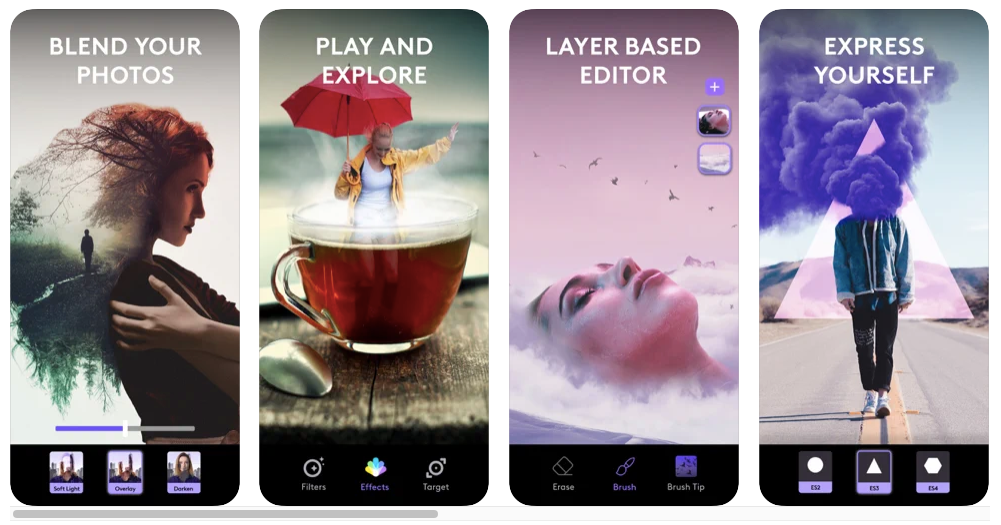 BLEND YOUR
PHOTOS
Soft Light
Overlay
Darken
PLAY AND
EXPLORE
Filters
Effects
Target
LAYER BASED
EDITOR
+
Erase
Brush
Brush Tip
EXPRESS
YOURSELF
ES2
ES3
ES4